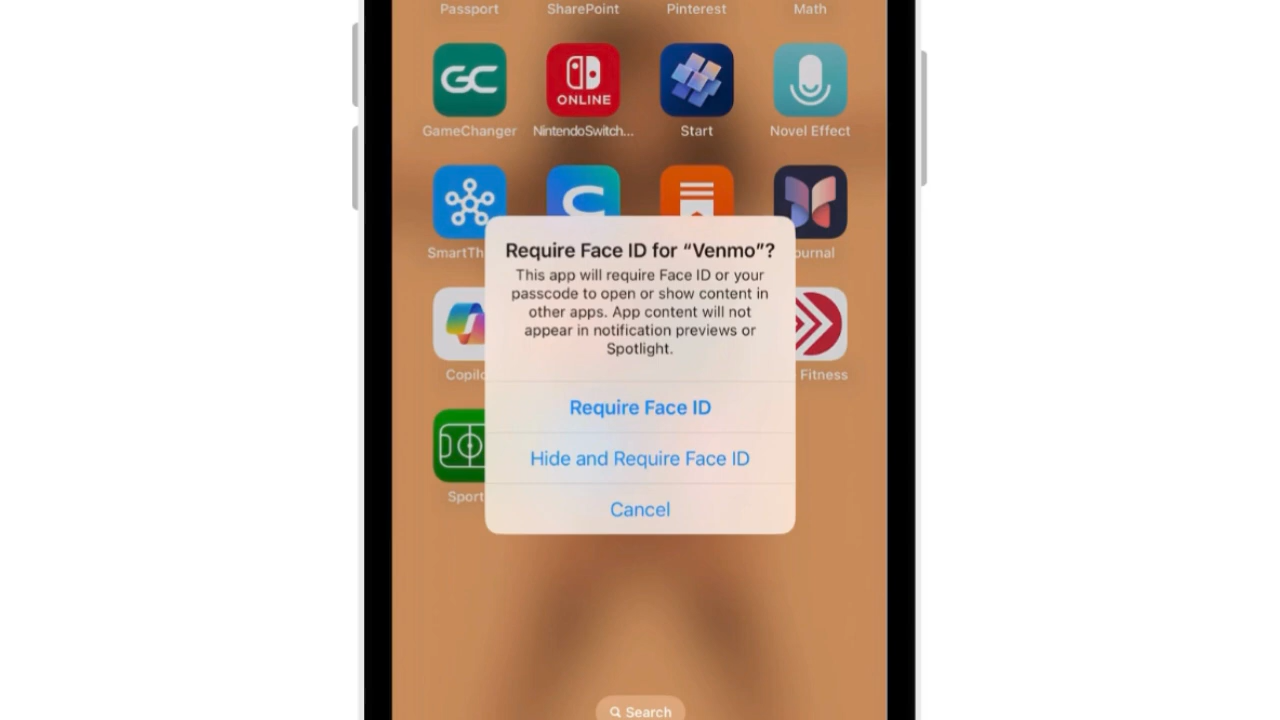 Passport SharePoint Pinterest Math
GC
ONLINE
GameChanger NintendoSwitch... Start Novel Effect
SmartTh
Require Face ID for “Venmo”?
This app will require Face ID or your
passcode to open or show content in
other apps. App content will not
appear in notification previews or
Spotlight.
ournal
Copilo
Fitness
Require Face ID
Hide and Require Face ID
Sport
Cancel
Search